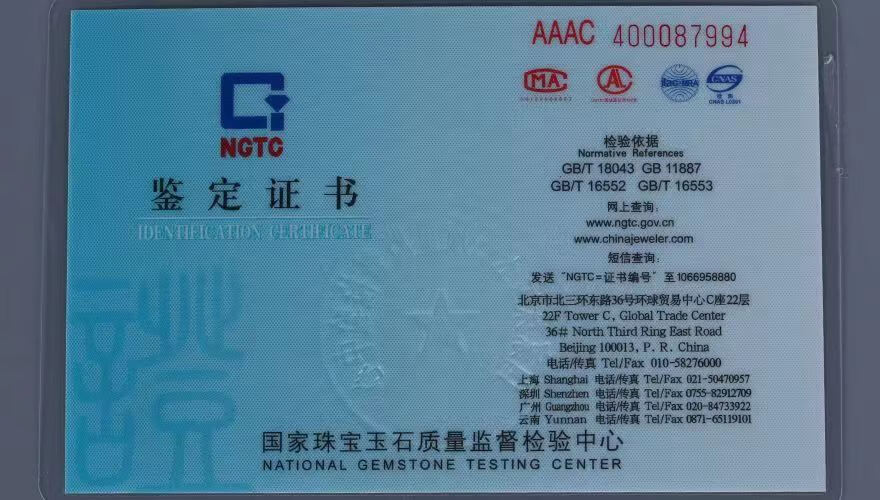 AAAC 400087994
MA
AL
ilac-MRA
CNAS
CNAS L0801
NGTC
鉴定证书
IDENTIFICATION CERTIFICATE
检验依据
Normative References
GB/T 18043 GB 11887
GB/T 16552 GB/T 16553
网上查询：
www.ngtc.gov.cn
www.chinajeweler.com
短信查询：
发送“NGTC=证书编号”至1066958880
北京市北三环东路36号环球贸易中心C座22层
22F Tower C, Global Trade Center
36# North Third Ring East Road
Beijing 100013, P. R. China
电话/传真 Tel/Fax 010-58276000
上海 Shanghai 电话/传真 Tel/Fax 021-50470957
深圳 Shenzhen 电话/传真 Tel/Fax 0755-82912709
广州 Guangzhou 电话/传真 Tel/Fax 020-84733922
云南 Yunnan 电话/传真 Tel/Fax 0871-65119101
国家珠宝玉石质量监督检验中心
NATIONAL GEMSTONE TESTING CENTER